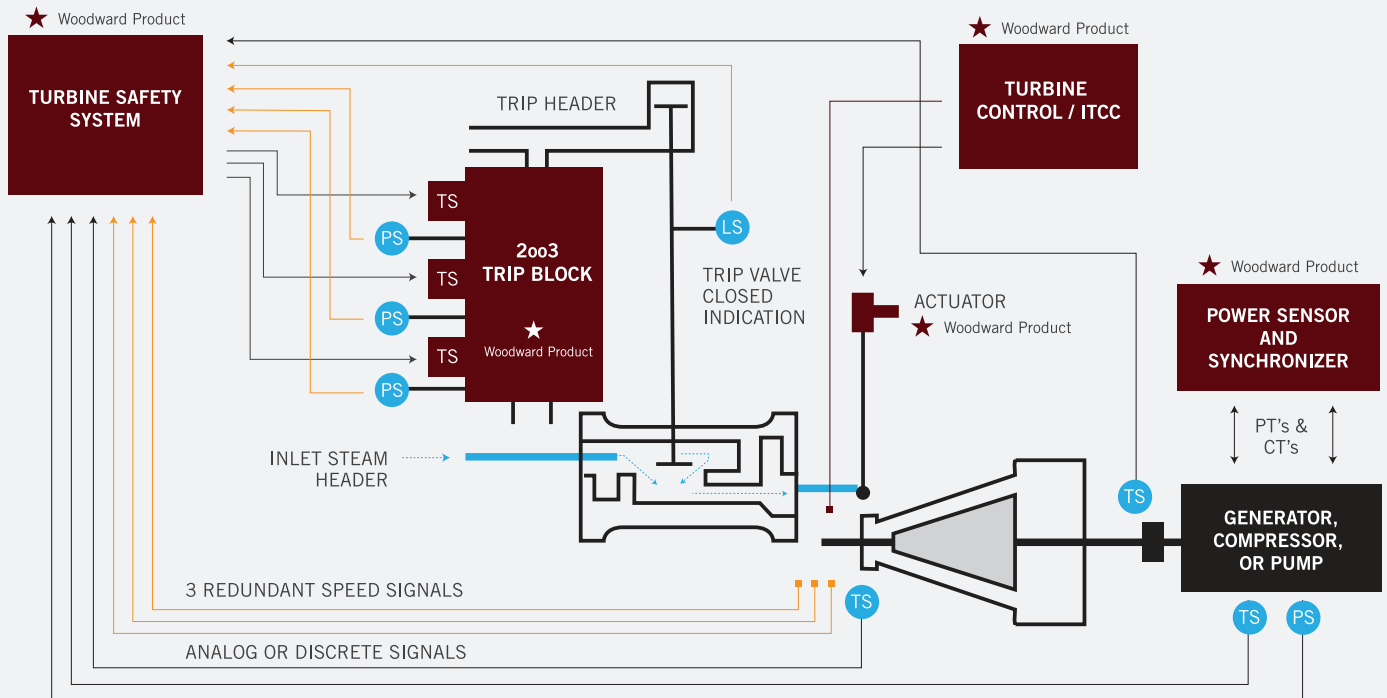 Woodward Product
TURBINE SAFETY
SYSTEM
TRIP HEADER
Woodward Product
TURBINE
CONTROL / ITCC
TS
PS
TS
PS
TS
PS
2oo3
TRIP BLOCK
Woodward Product
LS
TRIP VALVE
CLOSED
INDICATION
ACTUATOR
Woodward Product
Woodward Product
POWER SENSOR
AND
SYNCHRONIZER
PT's &
CT's
INLET STEAM
HEADER
TS
GENERATOR,
COMPRESSOR,
OR PUMP
3 REDUNDANT SPEED SIGNALS
TS
TS
PS
ANALOG OR DISCRETE SIGNALS